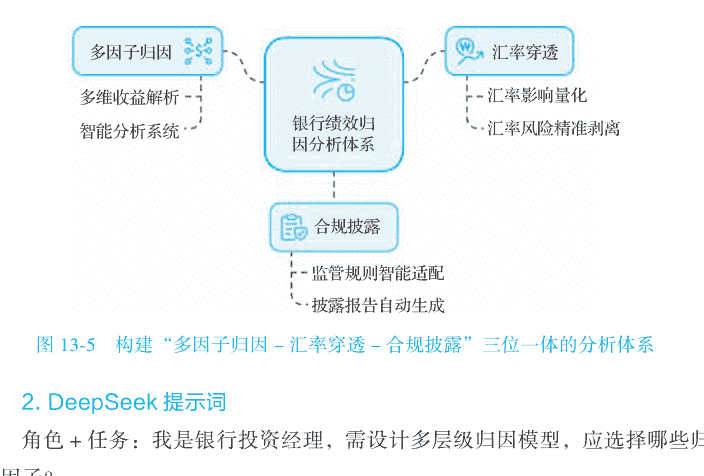 多因子归因
多维收益解析
智能分析系统
银行绩效归
因分析体系
汇率穿透
汇率影响量化
汇率风险精准剥离
合规披露
监管规则智能适配
披露报告自动生成
图 13-5 构建“多因子归因－汇率穿透－合规披露”三位一体的分析体系
2. DeepSeek 提示词
角色＋任务：我是银行投资经理，需设计多层级归因模型，应选择哪些归
因子？